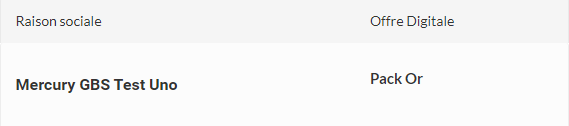 Raison sociale Offre Digitale
Mercury GBS Test Uno Pack Or